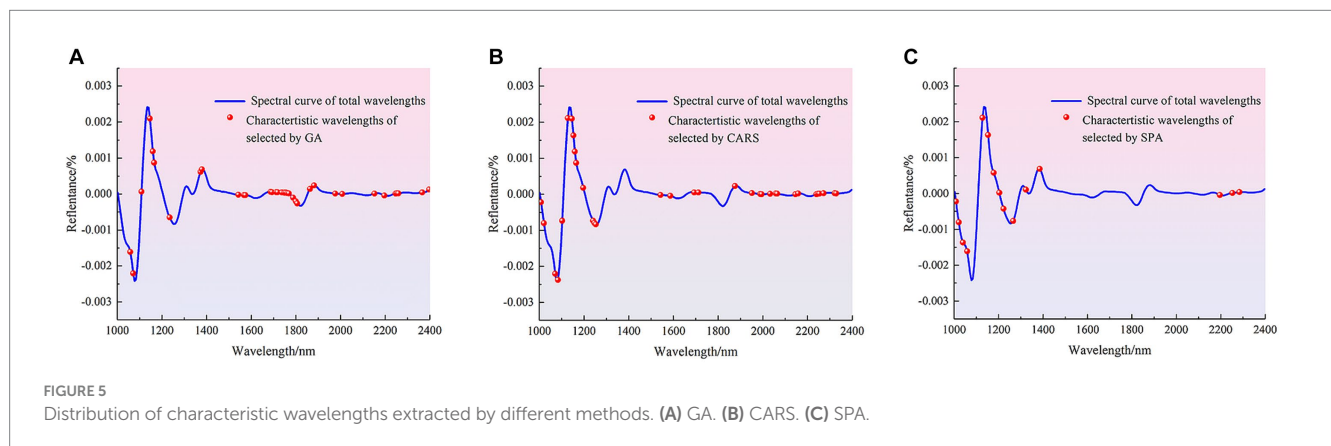 A
0.003
0.002
0.001
0.000
-0.001
-0.002
-0.003
Reflentance/%
Spectral curve of total wavelengths
Charactertistic wavelengths of
selected by GA
1000 1200 1400 1600 1800 2000 2200 2400
Wavelength/nm
B
0.003
0.002
0.001
0.000
-0.001
-0.002
-0.003
Reflentance/%
Spectral curve of total wavelengths
Charactertistic wavelengths of
selected by CARS
1000 1200 1400 1600 1800 2000 2200 2400
Wavelength/nm
C
0.003
0.002
0.001
0.000
-0.001
-0.002
-0.003
Reflentance/%
Spectral curve of total wavelengths
Charactertistic wavelengths of
selected by SPA
1000 1200 1400 1600 1800 2000 2200 2400
Wavelength/nm
FIGURE 5
Distribution of characteristic wavelengths extracted by different methods. (A) GA. (B) CARS. (C) SPA.